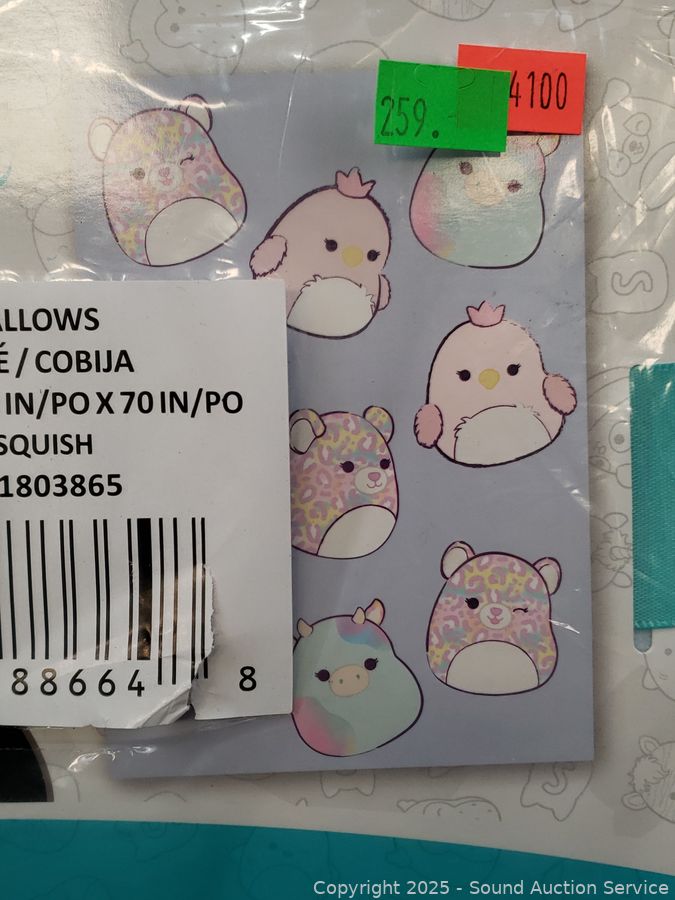 4100
259.
ALLOWS
É / COBIJA
IN/PO X 70 IN/PO
SQUISH
1803865
88664
8
S
Copyright 2025 - Sound Auction Service